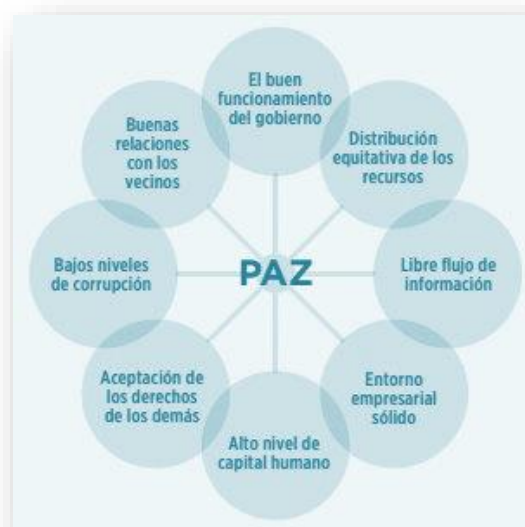 El buen
funcionamiento
del gobierno
Distribución
equitativa de los
recursos
Libre flujo de
información
Entorno
empresarial
sólido
Alto nivel de
capital humano
Aceptación de
los derechos
de los demás
Bajos niveles
de corrupción
Buenas
relaciones
con los
vecinos
PAZ